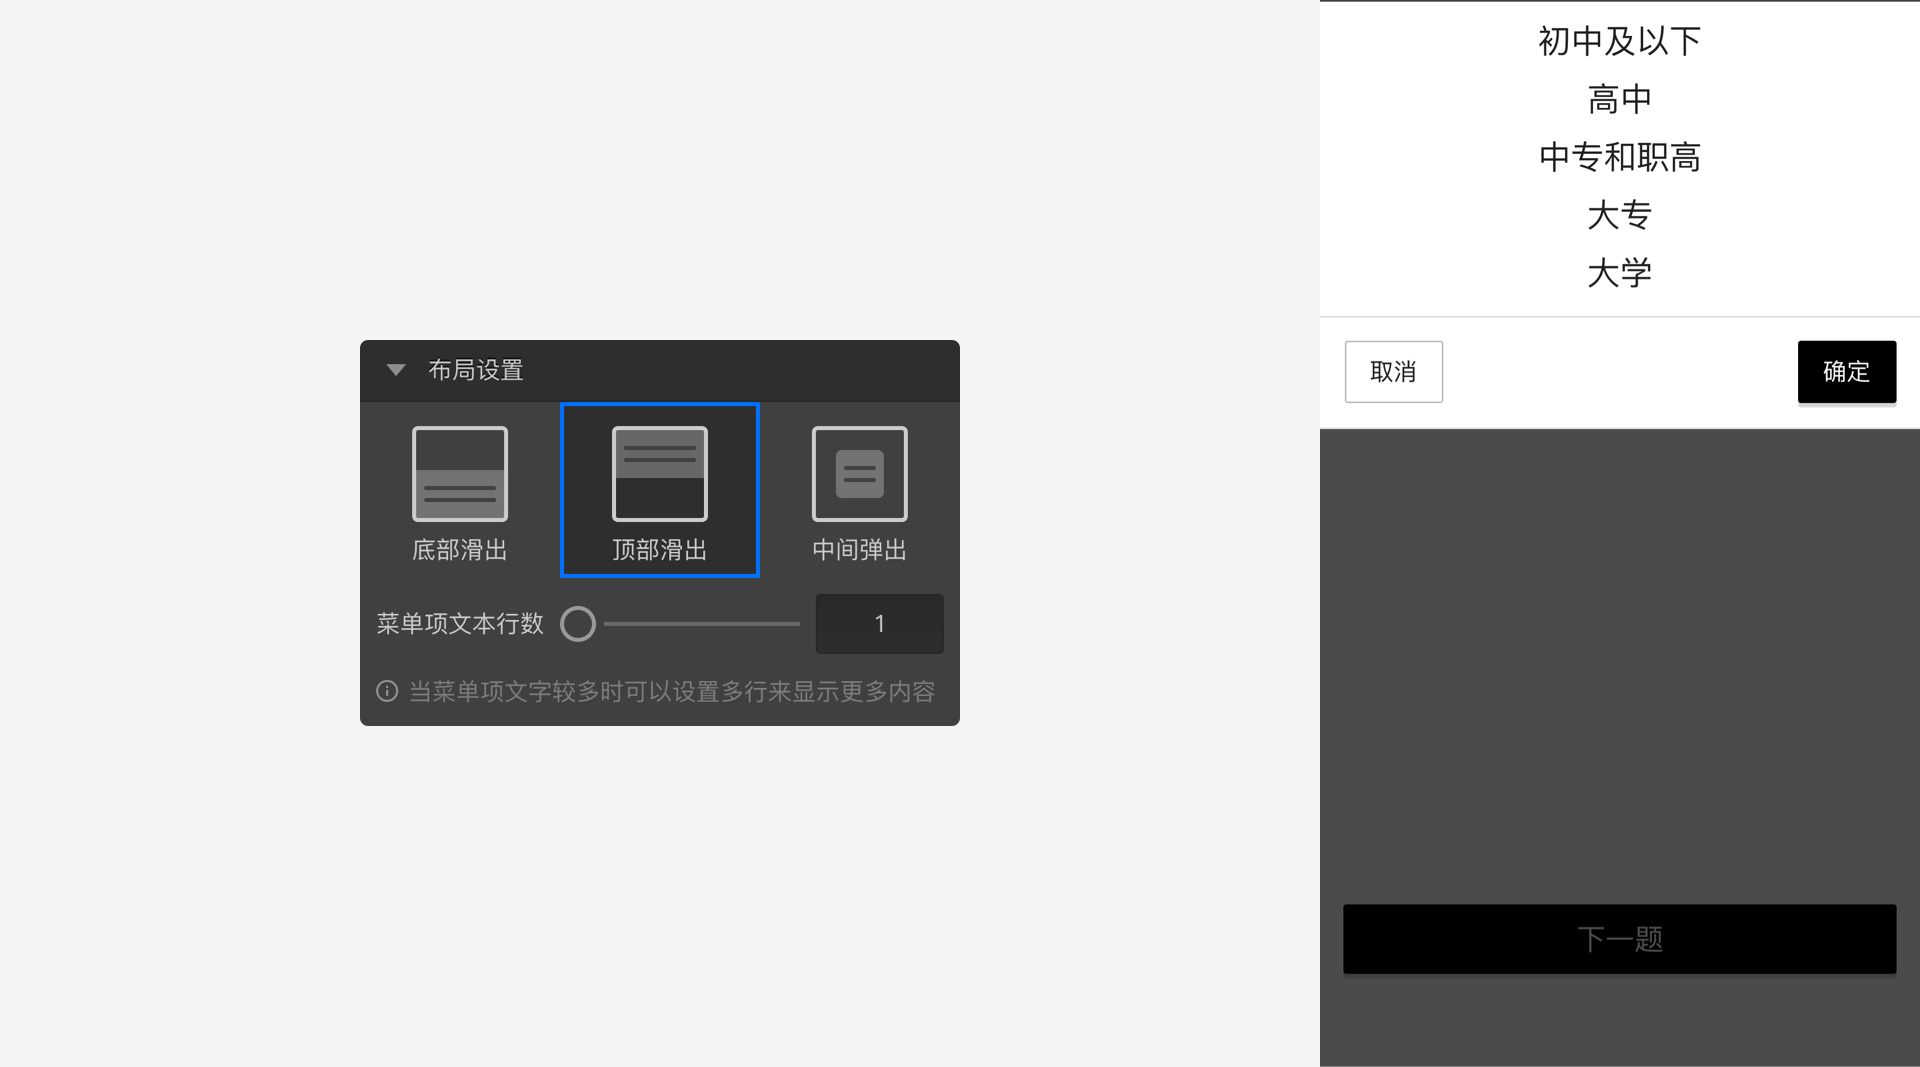 布局设置
底部滑出
顶部滑出
中间弹出
菜单项文本行数
1
当菜单项文字较多时可以设置多行来显示更多内容
初中及以下
高中
中专和职高
大专
大学
取消
确定
下一题